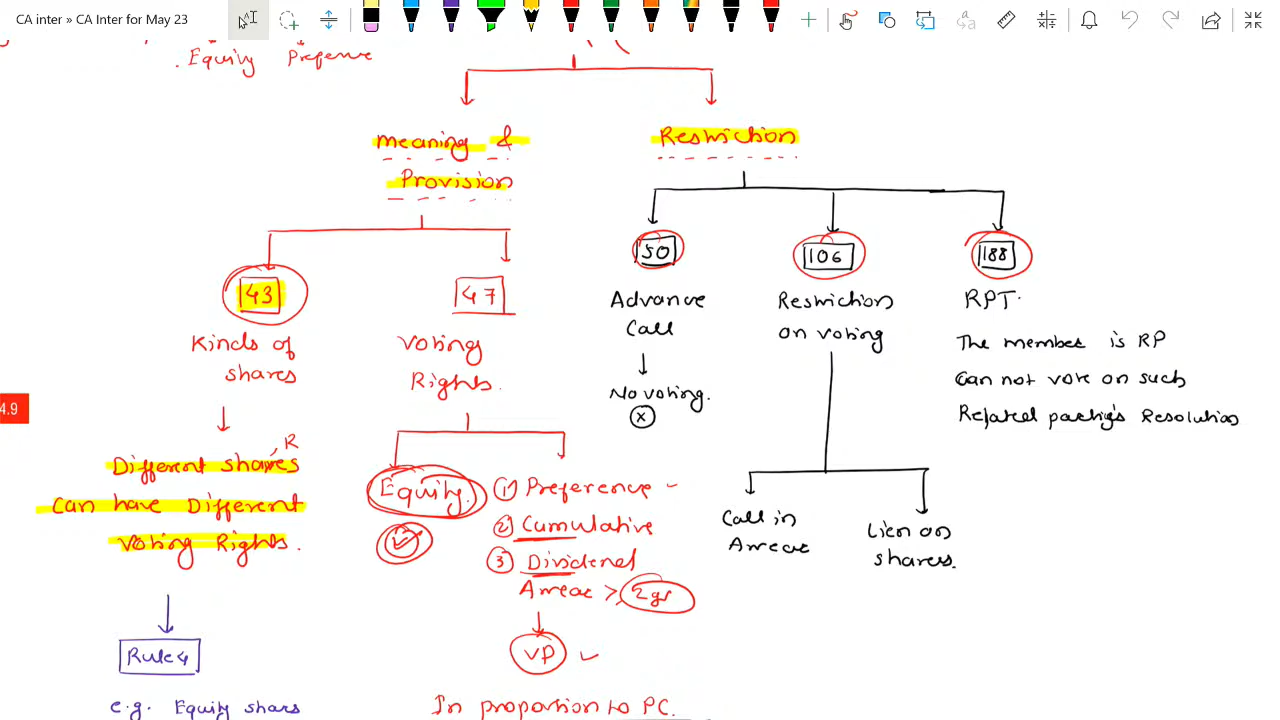 CA inter » CA Inter for May 23
. Equity Preference
Meaning &
Provision
Restriction
43
Kinds of
shares
R
Different shares
Can have Different
Voting Rights.
Rule 4
e.g. Equity shares
47
Voting
Rights.
Equity.
① Preference
② Cumulative
③ Dividend
Arrear > 2yr
VP
In proportion to PC.
50
Advance
Call
No voting.
x
106
Restriction
on voting
Call in
Arrear
Lien on
shares.
188
RPT.
The member is RP
Can not vote on such
Related party's Resolution
4.9